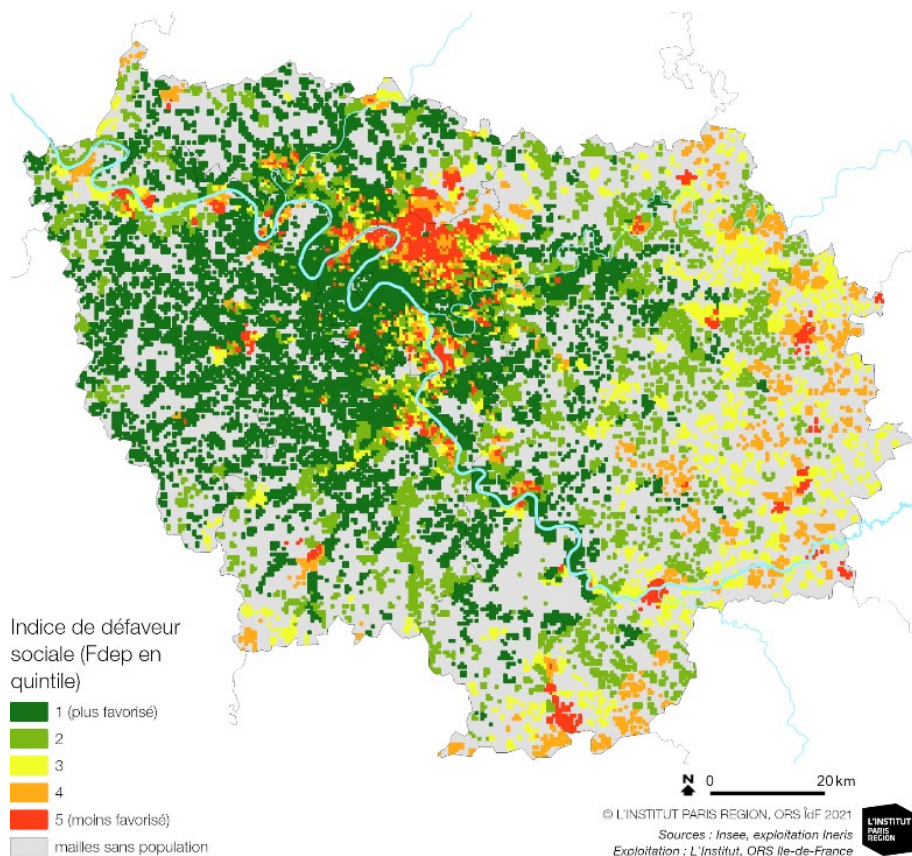 Indice de défaveur
sociale (Fdep en
quintile)
1 (plus favorisé)
2
3
4
5 (moins favorisé)
mailles sans population
N 0 20 km
© L'INSTITUT PARIS REGION, ORS ÎdF 2021
Sources : Insee, exploitation Ineris
Exploitation : L'Institut, ORS Ile-de-France
L'INSTITUT
PARIS
REGION